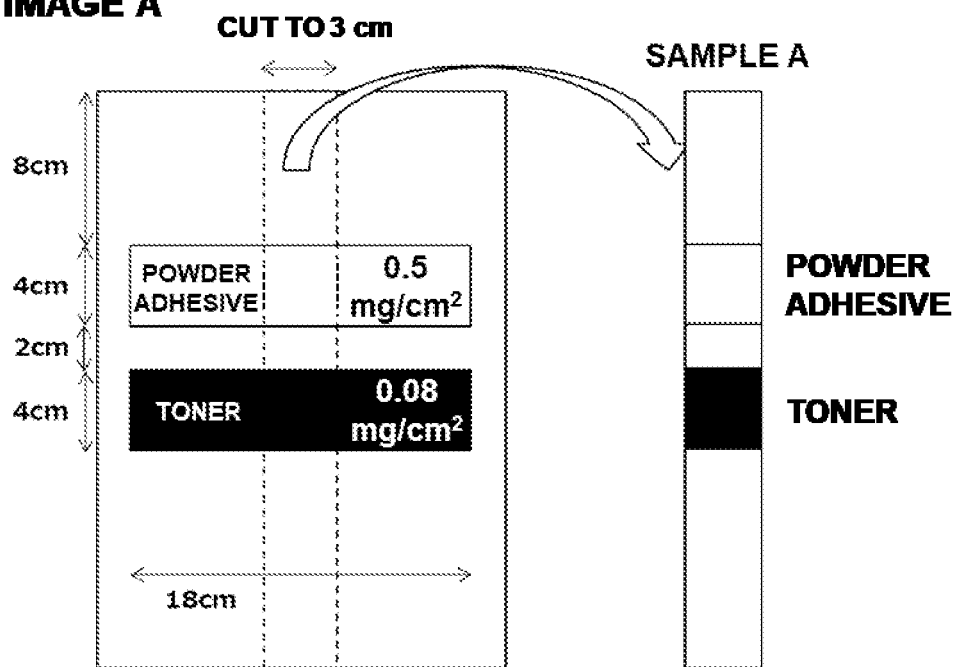 IMAGE A
CUT TO 3 cm
SAMPLE A
8cm
4cm
POWDER
ADHESIVE
0.5
mg/cm²
POWDER
ADHESIVE
2cm
4cm
TONER
0.08
mg/cm²
TONER
18cm